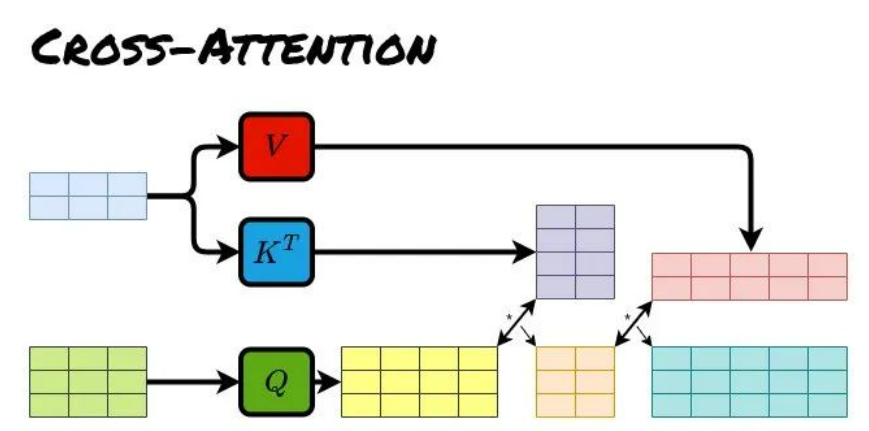 CROSS-ATTENTION
V
K^T
*
*
Q